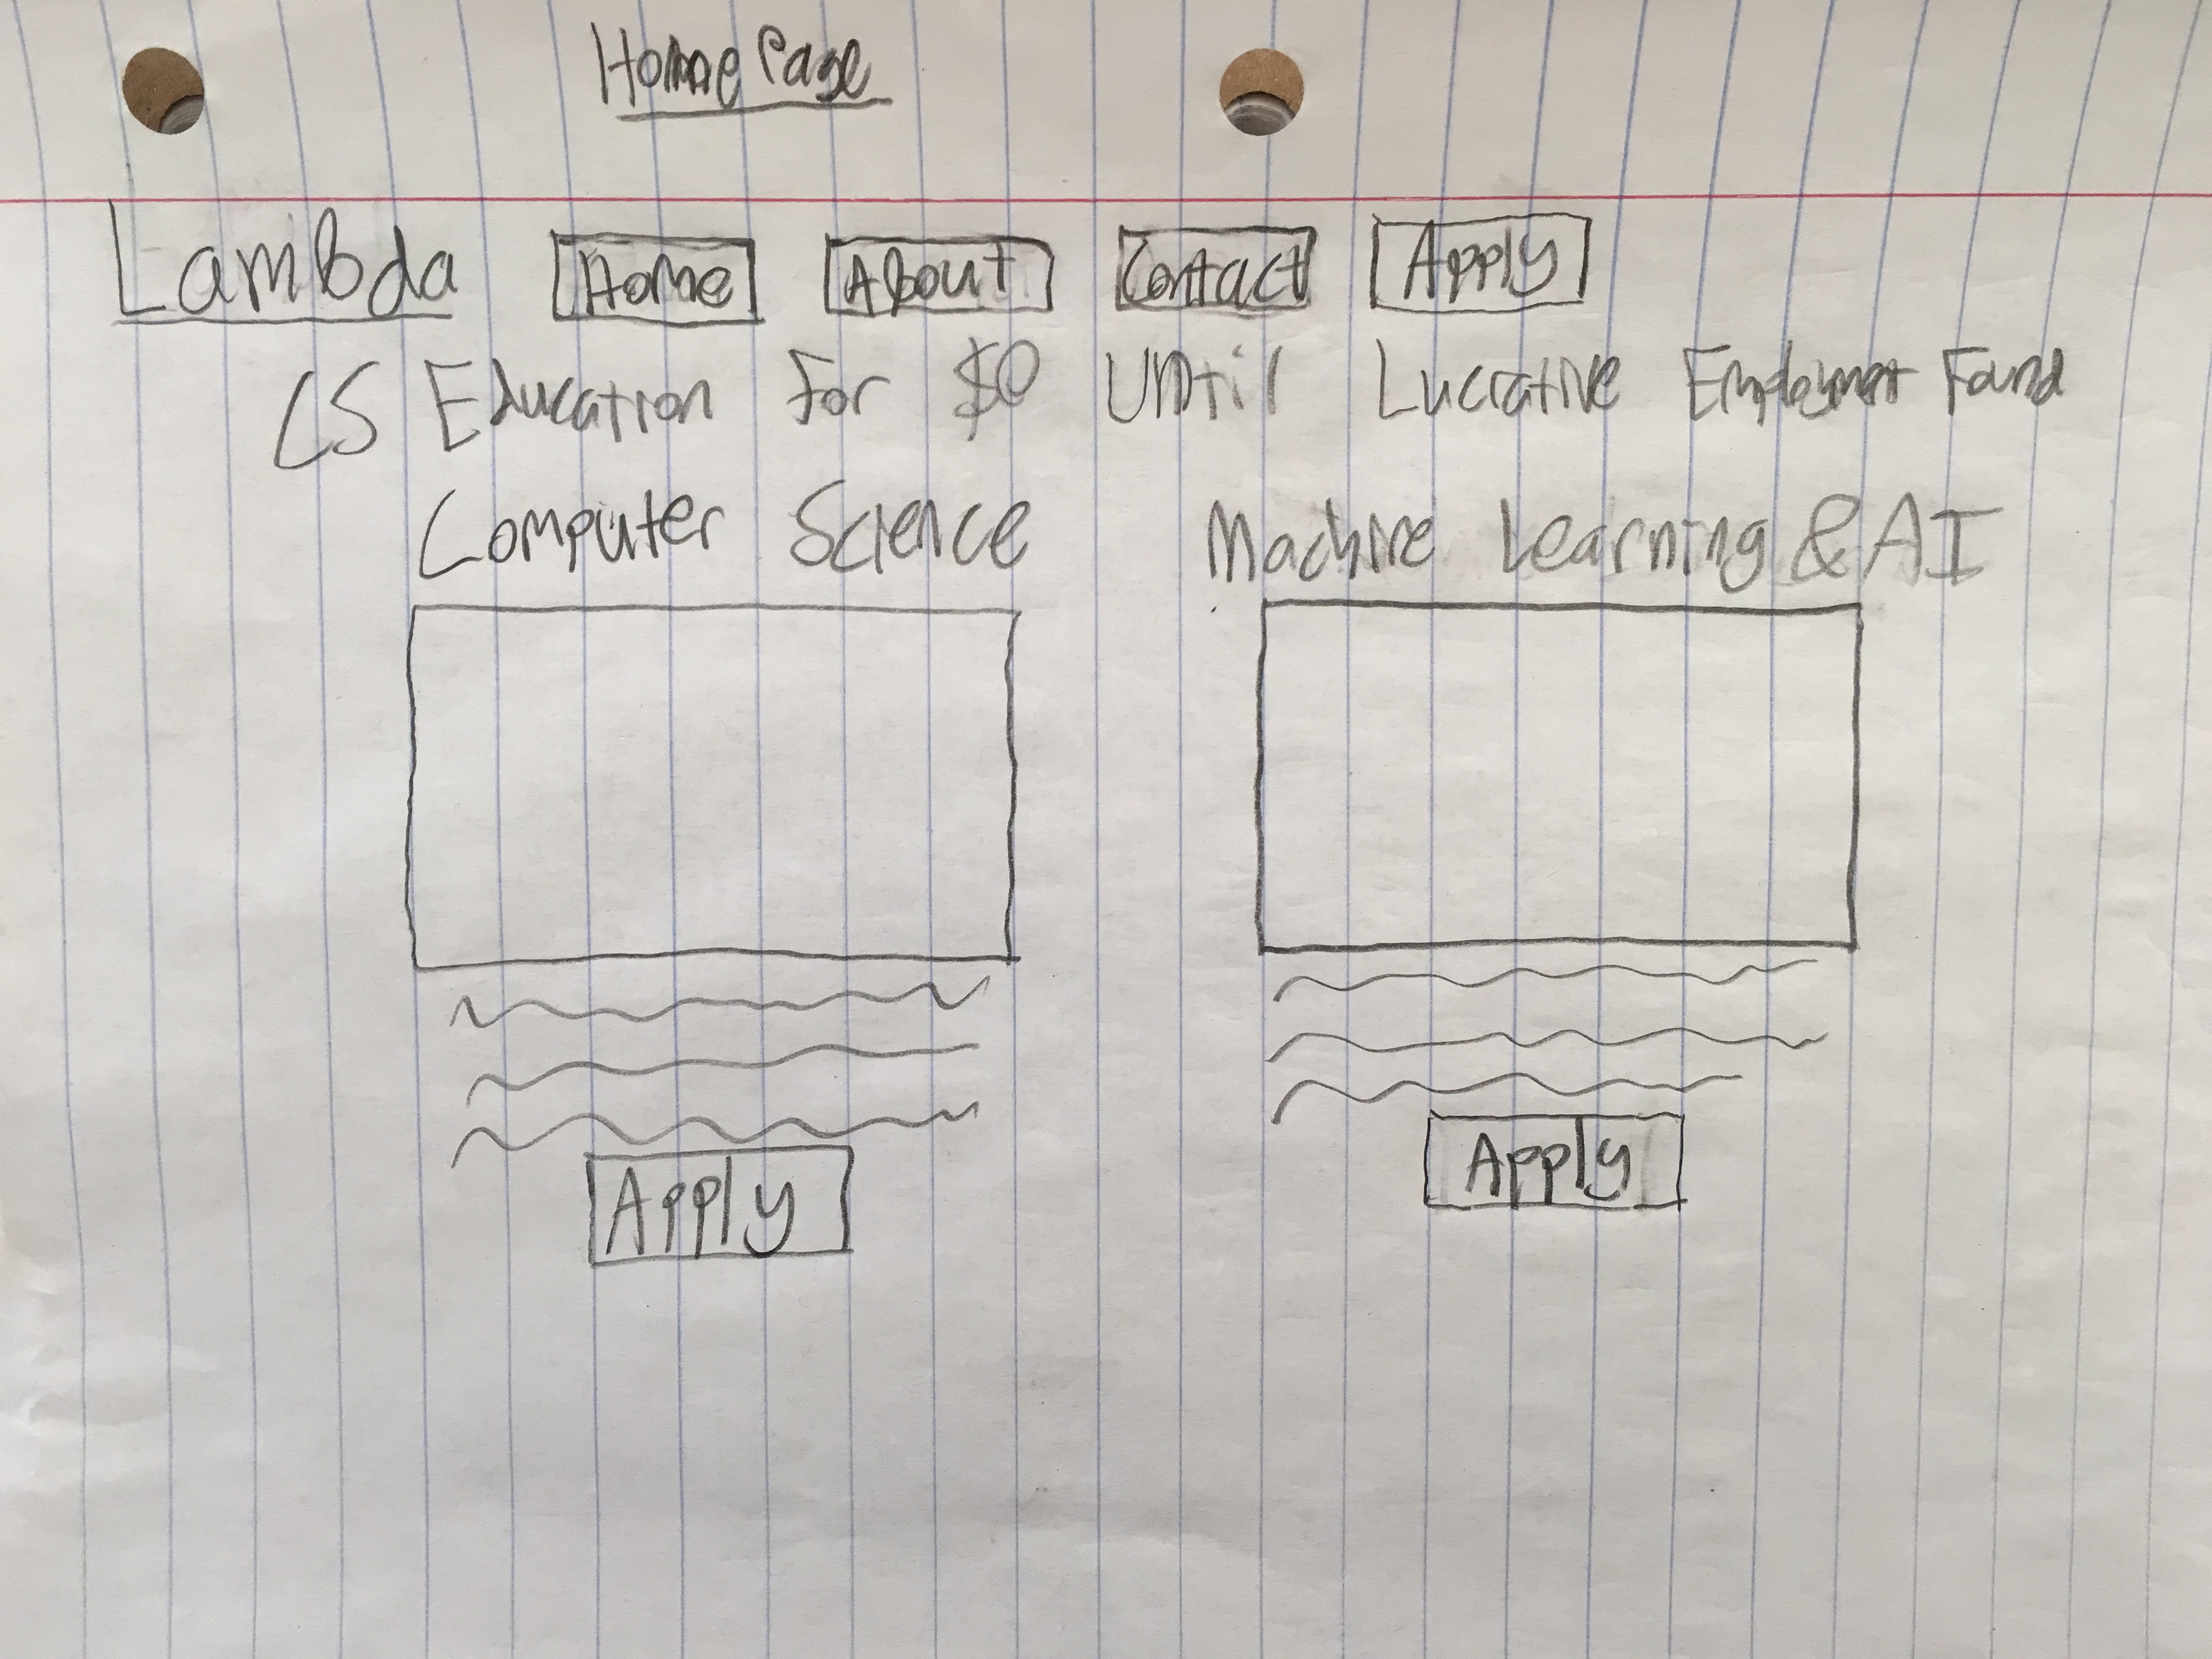 Home Page
Lambda Home About Contact Apply
CS Education For $0 Until Lucrative Employment Found
Computer Science Machine Learning & AI
Apply Apply